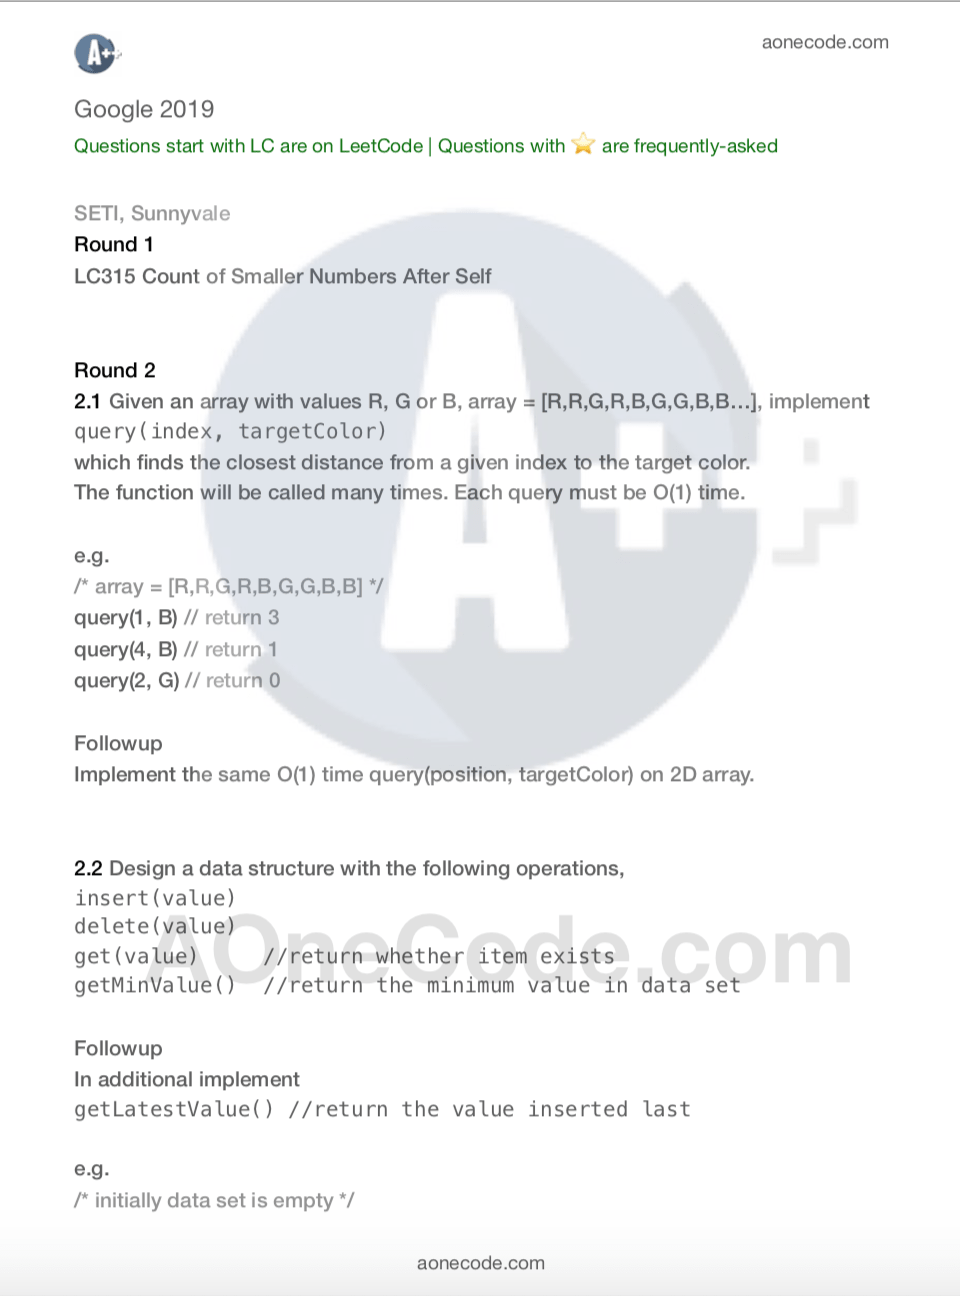 A++
aonecode.com
Google 2019
Questions start with LC are on LeetCode | Questions with ⭐ are frequently-asked
SETI, Sunnyvale
Round 1
LC315 Count of Smaller Numbers After Self
Round 2
2.1 Given an array with values R, G or B, array = [R,R,G,R,B,G,G,B,B...], implement
query(index, targetColor)
which finds the closest distance from a given index to the target color.
The function will be called many times. Each query must be O(1) time.
e.g.
/* array = [R,R,G,R,B,G,G,B,B] */
query(1, B) // return 3
query(4, B) // return 1
query(2, G) // return 0
Followup
Implement the same O(1) time query(position, targetColor) on 2D array.
2.2 Design a data structure with the following operations,
insert(value)
delete(value)
get(value) //return whether item exists
getMinValue() //return the minimum value in data set
AOneCode.com
Followup
In additional implement
getLatestValue() //return the value inserted last
e.g.
/* initially data set is empty */
aonecode.com